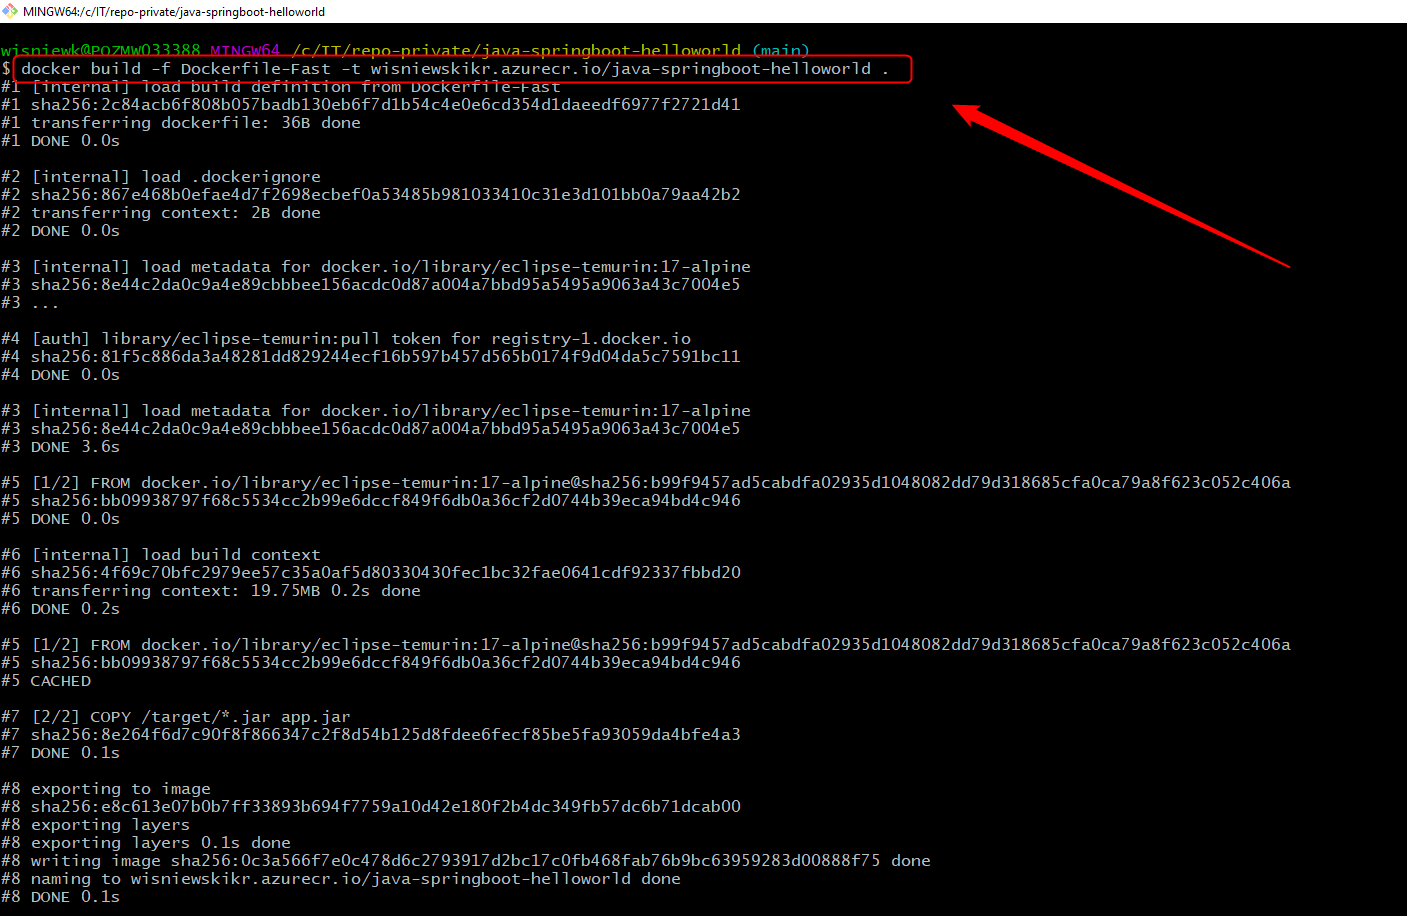 MINGW64:/c/IT/repo-private/java-springboot-helloworld
wisniewk@POZMW033388 MINGW64 /c/IT/repo-private/java-springboot-helloworld (main)
$ docker build -f Dockerfile-Fast -t wisniewskikr.azurecr.io/java-springboot-helloworld .
#1 [internal] load build definition from Dockerfile-Fast
#1 sha256:2c84acb6f808b057badb130eb6f7d1b54c4e0e6cd354d1daeedf6977f2721d41
#1 transferring dockerfile: 36B done
#1 DONE 0.0s
#2 [internal] load .dockerignore
#2 sha256:867e468b0efae4d7f2698ecbef0a53485b981033410c31e3d101bb0a79aa42b2
#2 transferring context: 2B done
#2 DONE 0.0s
#3 [internal] load metadata for docker.io/library/eclipse-temurin:17-alpine
#3 sha256:8e44c2da0c9a4e89cbbbee156acdc0d87a004a7bbd95a5495a9063a43c7004e5
#3 ...
#4 [auth] library/eclipse-temurin:pull token for registry-1.docker.io
#4 sha256:81f5c886da3a48281dd829244ecf16b597b457d565b0174f9d04da5c7591bc11
#4 DONE 0.0s
#3 [internal] load metadata for docker.io/library/eclipse-temurin:17-alpine
#3 sha256:8e44c2da0c9a4e89cbbbee156acdc0d87a004a7bbd95a5495a9063a43c7004e5
#3 DONE 3.6s
#5 [1/2] FROM docker.io/library/eclipse-temurin:17-alpine@sha256:b99f9457ad5cabdfa02935d1048082dd79d318685cfa0ca79a8f623c052c406a
#5 sha256:bb09938797f68c5534cc2b99e6dccf849f6db0a36cf2d0744b39eca94bd4c946
#5 DONE 0.0s
#6 [internal] load build context
#6 sha256:4f69c70bfc2979ee57c35a0af5d80330430fec1bc32fae0641cdf92337fbbd20
#6 transferring context: 19.75MB 0.2s done
#6 DONE 0.2s
#5 [1/2] FROM docker.io/library/eclipse-temurin:17-alpine@sha256:b99f9457ad5cabdfa02935d1048082dd79d318685cfa0ca79a8f623c052c406a
#5 sha256:bb09938797f68c5534cc2b99e6dccf849f6db0a36cf2d0744b39eca94bd4c946
#5 CACHED
#7 [2/2] COPY /target/*.jar app.jar
#7 sha256:8e264f6d7c90f8f866347c2f8d54b125d8fdee6fecf85be5fa93059da4bfe4a3
#7 DONE 0.1s
#8 exporting to image
#8 sha256:e8c613e07b0b7ff33893b694f7759a10d42e180f2b4dc349fb57dc6b71dcab00
#8 exporting layers
#8 exporting layers 0.1s done
#8 writing image sha256:0c3a566f7e0c478d6c2793917d2bc17c0fb468fab76b9bc63959283d00888f75 done
#8 naming to wisniewskikr.azurecr.io/java-springboot-helloworld done
#8 DONE 0.1s